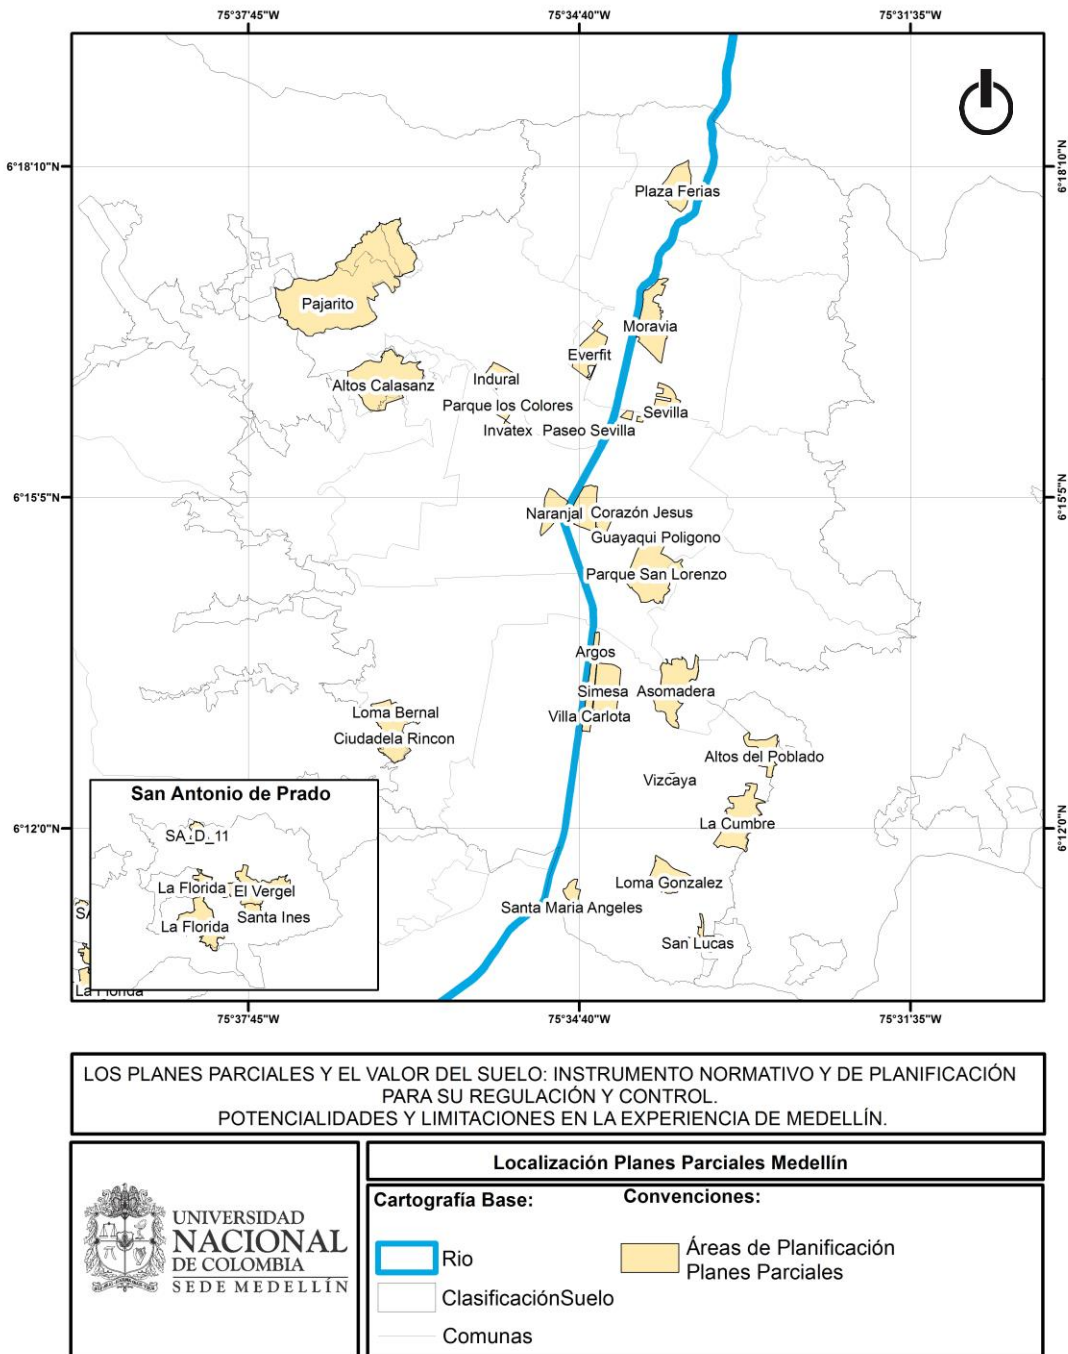 75°37'45"W
75°34'40"W
75°31'35"W
6°18'10"N
6°18'10"N
Plaza Ferias
Pajarito
Moravia
Everfit
Altos Calasanz
Indural
Parque los Colores
Sevilla
Invatex
Paseo Sevilla
6°15'5"N
6°15'5"N
Naranjal
Corazón Jesus
Guayaqui Poligono
Parque San Lorenzo
Argos
Simesa
Asomadera
Villa Carlota
Loma Bernal
Ciudadela Rincon
Altos del Poblado
Vizcaya
La Cumbre
6°12'0"N
6°12'0"N
San Antonio de Prado
SA_D_11
La Florida
El Vergel
Santa Ines
La Florida
SA
La Florida
Loma Gonzalez
Santa Maria Angeles
San Lucas
75°37'45"W
75°34'40"W
75°31'35"W
LOS PLANES PARCIALES Y EL VALOR DEL SUELO: INSTRUMENTO NORMATIVO Y DE PLANIFICACIÓN
PARA SU REGULACIÓN Y CONTROL.
POTENCIALIDADES Y LIMITACIONES EN LA EXPERIENCIA DE MEDELLÍN.
UNIVERSIDAD
NACIONAL
DE COLOMBIA
SEDE MEDELLÍN
Localización Planes Parciales Medellín
Cartografía Base:
Convenciones:
Rio
ClasificaciónSuelo
Comunas
Áreas de Planificación
Planes Parciales